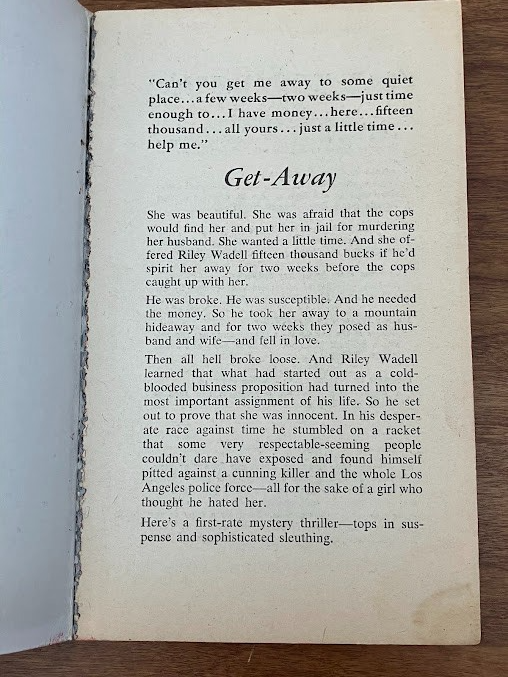 "Can't you get me away to some quiet
place...a few weeks—two weeks—just time
enough to...I have money...here...fifteen
thousand...all yours...just a little time...
help me."
Get-Away
She was beautiful. She was afraid that the cops
would find her and put her in jail for murdering
her husband. She wanted a little time. And she of-
fered Riley Wadell fifteen thousand bucks if he'd
spirit her away for two weeks before the cops
caught up with her.
He was broke. He was susceptible. And he needed
the money. So he took her away to a mountain
hideaway and for two weeks they posed as hus-
band and wife—and fell in love.
Then all hell broke loose. And Riley Wadell
learned that what had started out as a cold-
blooded business proposition had turned into the
most important assignment of his life. So he set
out to prove that she was innocent. In his desper-
ate race against time he stumbled on a racket
that some very respectable-seeming people
couldn't dare have exposed and found himself
pitted against a cunning killer and the whole Los
Angeles police force—all for the sake of a girl who
thought he hated her.
Here's a first-rate mystery thriller—tops in sus-
pense and sophisticated sleuthing.